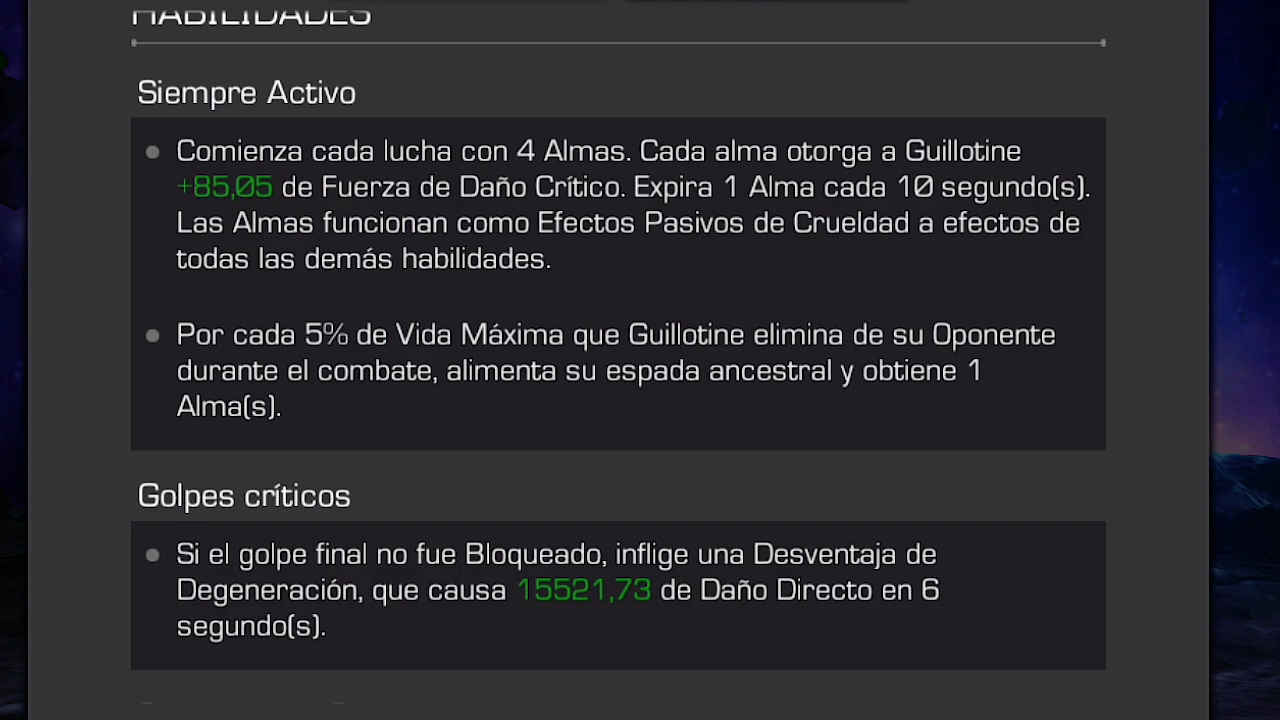 HABILIDADES
Siempre Activo
Comienza cada lucha con 4 Almas. Cada alma otorga a Guillotine
+85,05 de Fuerza de Daño Crítico. Expira 1 Alma cada 10 segundo(s).
Las Almas funcionan como Efectos Pasivos de Crueldad a efectos de
todas las demás habilidades.
Por cada 5% de Vida Máxima que Guillotine elimina de su Oponente
durante el combate, alimenta su espada ancestral y obtiene 1
Alma(s).
Golpes críticos
Si el golpe final no fue Bloqueado, inflige una Desventaja de
Degeneración, que causa 15521,73 de Daño Directo en 6
segundo(s).